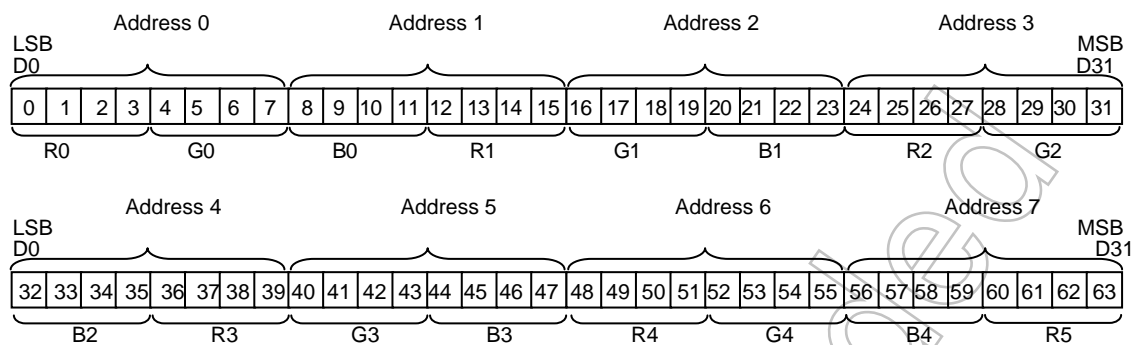 Address 0 Address 1 Address 2 Address 3
LSB MSB
D0 D31
0 1 2 3 4 5 6 7 8 9 10 11 12 13 14 15 16 17 18 19 20 21 22 23 24 25 26 27 28 29 30 31
R0 G0 B0 R1 G1 B1 R2 G2
Address 4 Address 5 Address 6 Address 7
LSB MSB
D0 D31
32 33 34 35 36 37 38 39 40 41 42 43 44 45 46 47 48 49 50 51 52 53 54 55 56 57 58 59 60 61 62 63
B2 R3 G3 B3 R4 G4 B4 R5